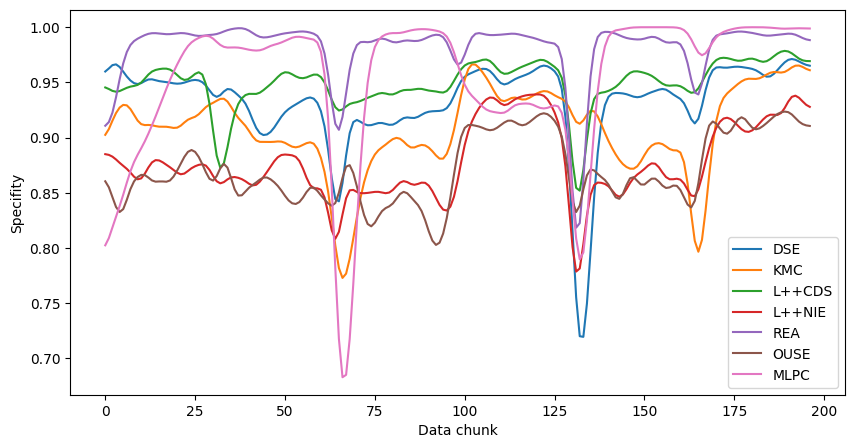 1.00
0.95
0.90
0.85
0.80
0.75
0.70
Specifity
0 25 50 75 100 125 150 175 200
Data chunk
DSE
KMC
L++CDS
L++NIE
REA
OUSE
MLPC